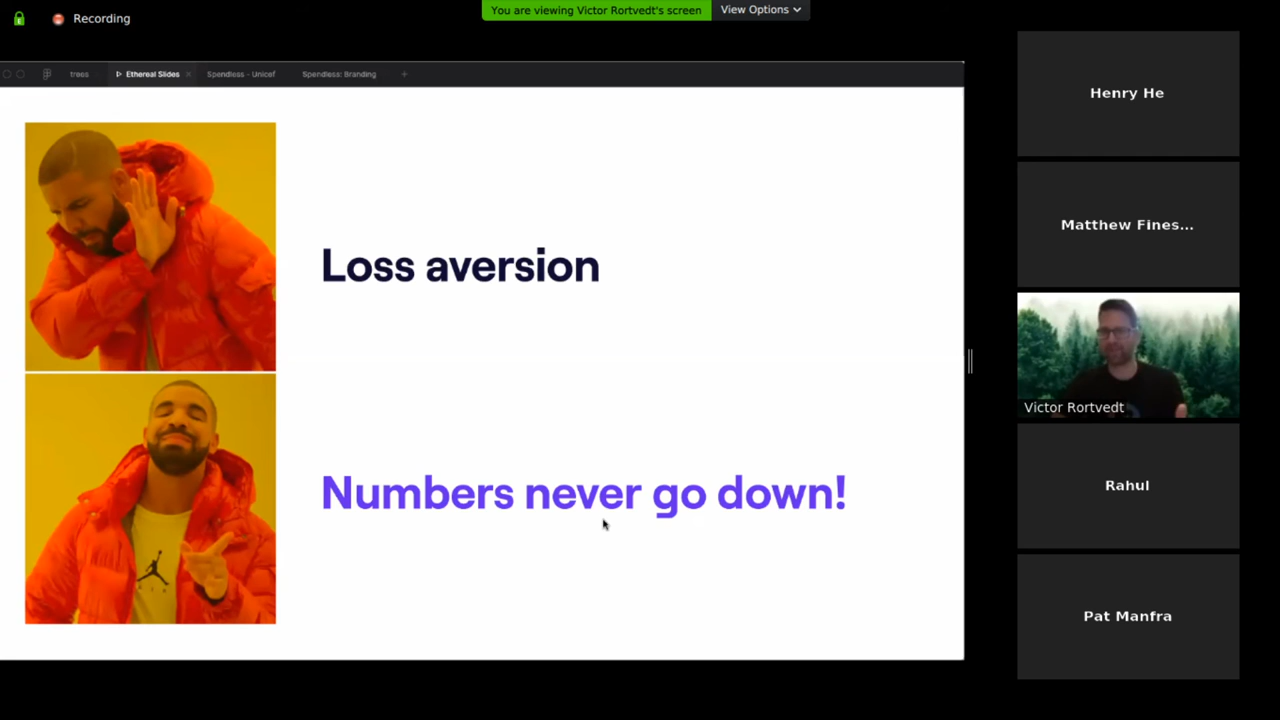 Recording
You are viewing Victor Rortvedt's screen
View Options
trees
Ethereal Slides
Spendless - Unicef
Spendless: Branding
Loss aversion
Numbers never go down!
Henry He
Matthew Fines...
Victor Rortvedt
Rahul
Pat Manfra